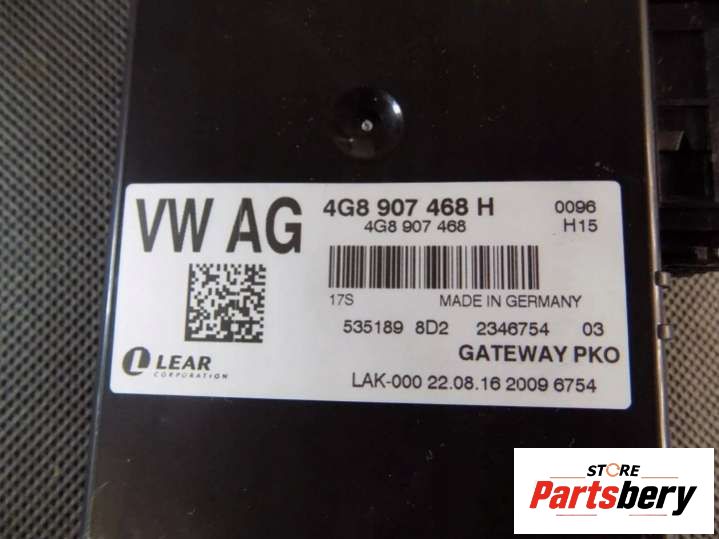 VW AG
4G8 907 468 H 0096
4G8 907 468 H15
17S MADE IN GERMANY
535189 8D2 2346754 03
GATEWAY PKO
LEAR
CORPORATION
LAK-000 22.08.16 2009 6754
STORE
Partsbery